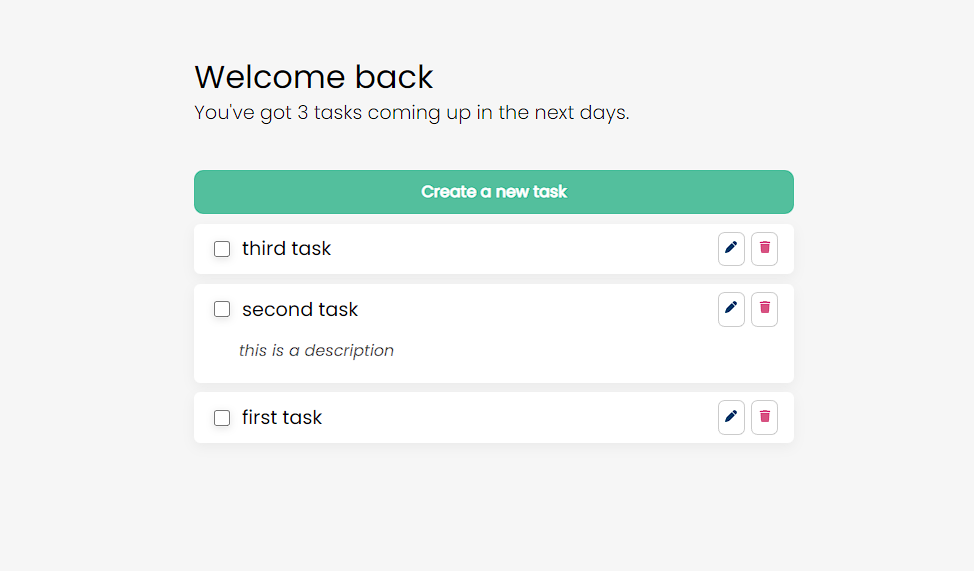 Welcome back
You've got 3 tasks coming up in the next days.
Create a new task
third task
second task
this is a description
first task